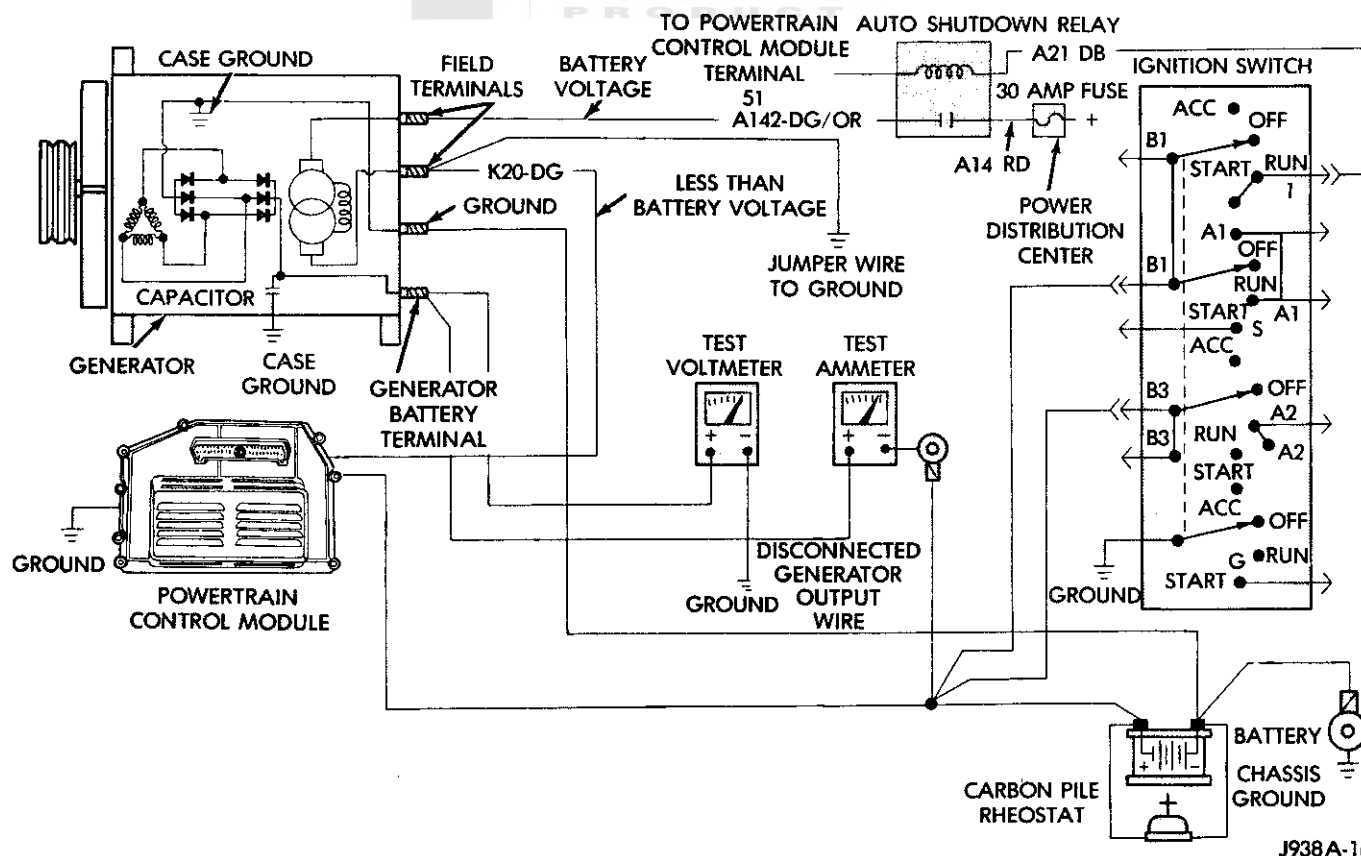 PRODUCT
TO POWERTRAIN
CONTROL MODULE
TERMINAL
51
AUTO SHUTDOWN RELAY
A21 DB
IGNITION SWITCH
CASE GROUND
FIELD
TERMINALS
BATTERY
VOLTAGE
A142-DG/OR
30 AMP FUSE
+
A14 RD
POWER
DISTRIBUTION
CENTER
K20-DG
LESS THAN
BATTERY VOLTAGE
GROUND
JUMPER WIRE
TO GROUND
CAPACITOR
GENERATOR
CASE
GROUND
GENERATOR
BATTERY
TERMINAL
TEST
VOLTMETER
+ -
TEST
AMMETER
+ -
ACC
OFF
B1
START
RUN
1
A1
OFF
B1
RUN
START
A1
S
ACC
B3
OFF
A2
RUN
B3
A2
START
ACC
OFF
G
RUN
START
GROUND
GROUND
POWERTRAIN
CONTROL MODULE
GROUND
DISCONNECTED
GENERATOR
OUTPUT
WIRE
BATTERY
+ -
CHASSIS
GROUND
CARBON PILE
RHEOSTAT